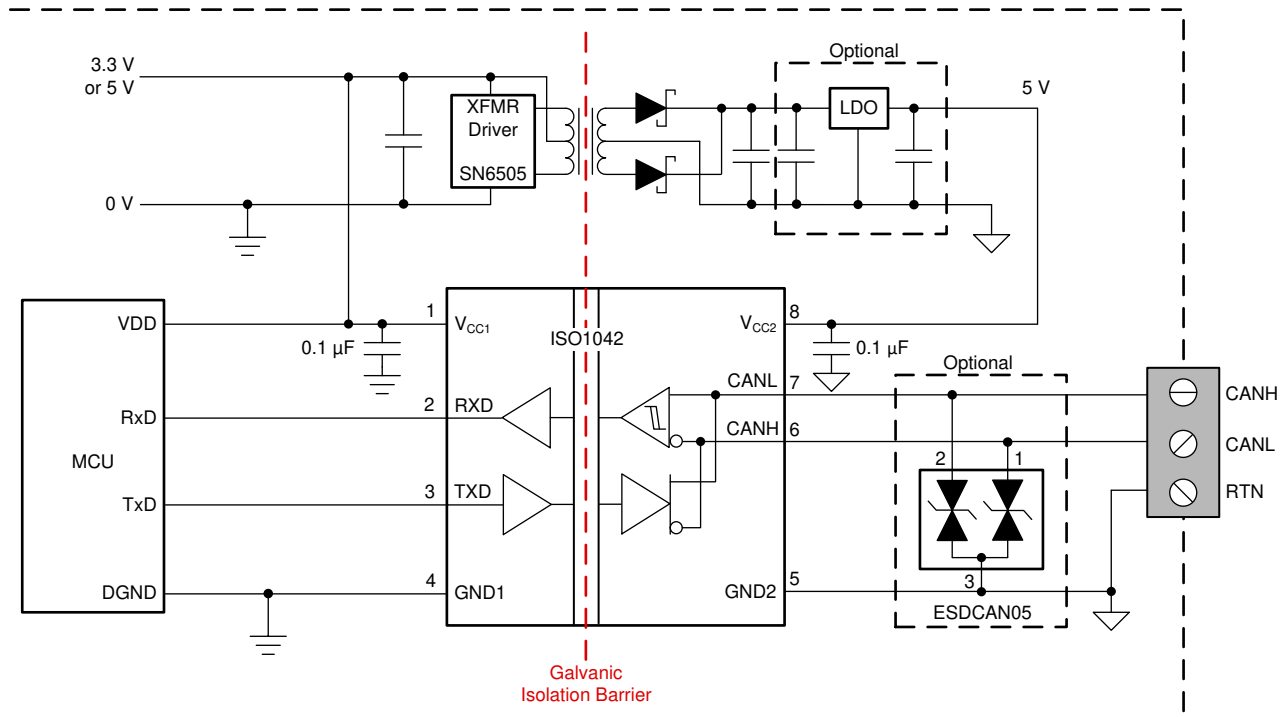 Optional
3.3 V
or 5 V
5 V
XFMR
Driver
SN6505
LDO
0 V
VDD
1
VCC1
ISO1042
VCC2
8
0.1 µF
0.1 µF
Optional
CANL
7
CANH
RxD
2
RXD
CANH
6
CANL
MCU
2
1
TxD
3
TXD
RTN
DGND
4
GND1
GND2
5
3
ESDCAN05
Galvanic
Isolation Barrier